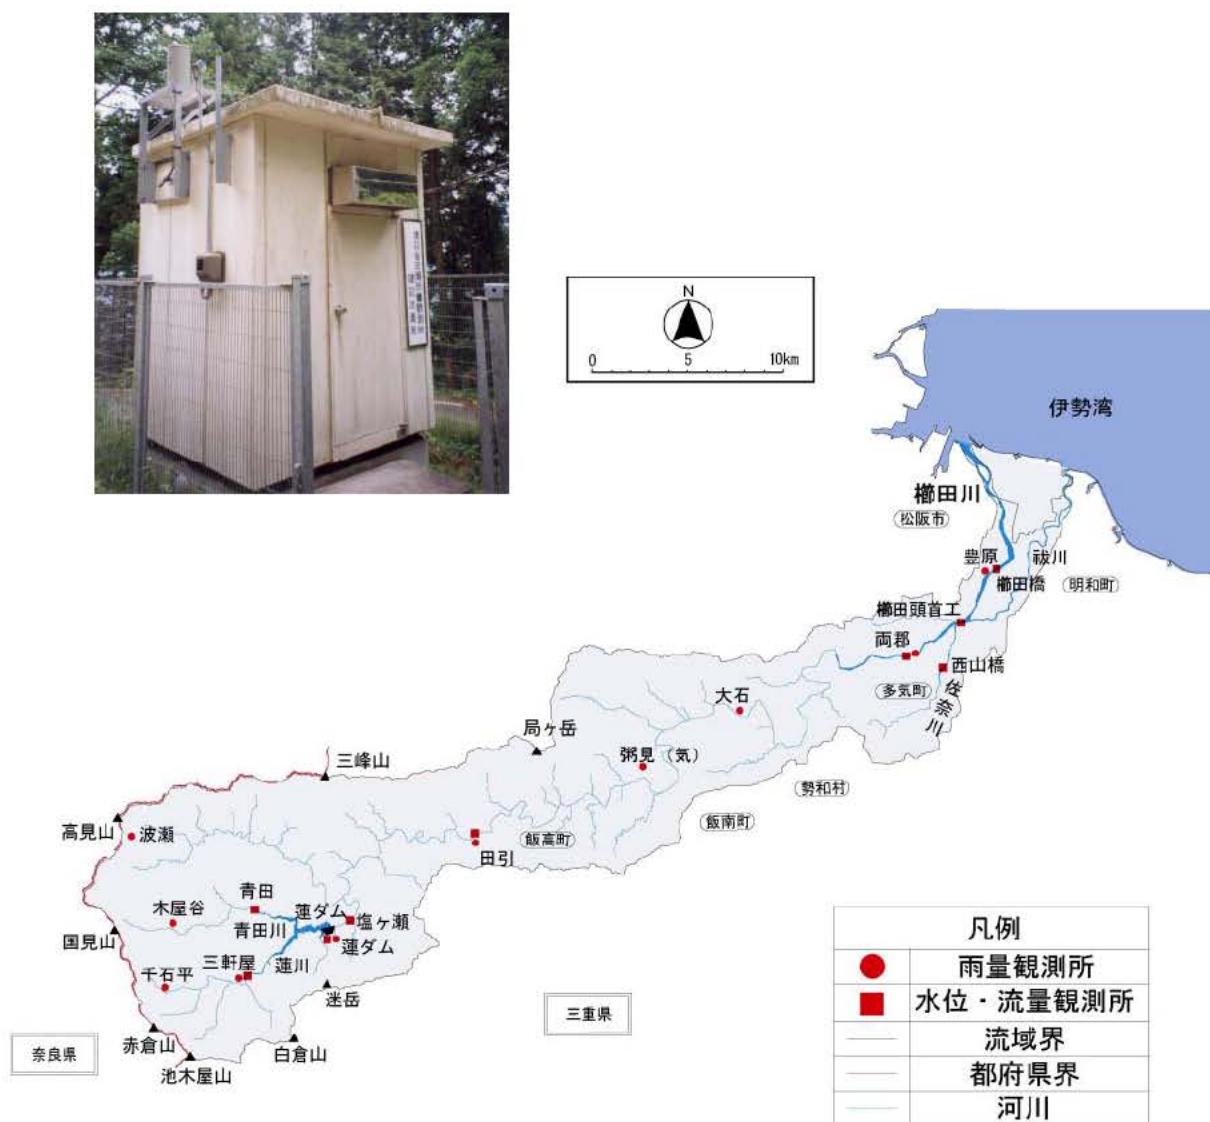 N
0 5 10km
伊勢湾
櫛田川
松阪市
豊原
祓川
櫛田橋
明和町
櫛田頭首工
両郡
西山橋
多気町
佐奈川
大石
局ヶ岳
粥見（気）
三峰山
勢和村
飯南町
高見山
波瀬
飯高町
田引
青田
木屋谷
蓮ダム
塩ヶ瀬
青田川
国見山
蓮ダム
三軒屋
蓮川
千石平
迷岳
三重県
赤倉山
白倉山
奈良県
池木屋山
凡例
雨量観測所
水位・流量観測所
流域界
都府県界
河川